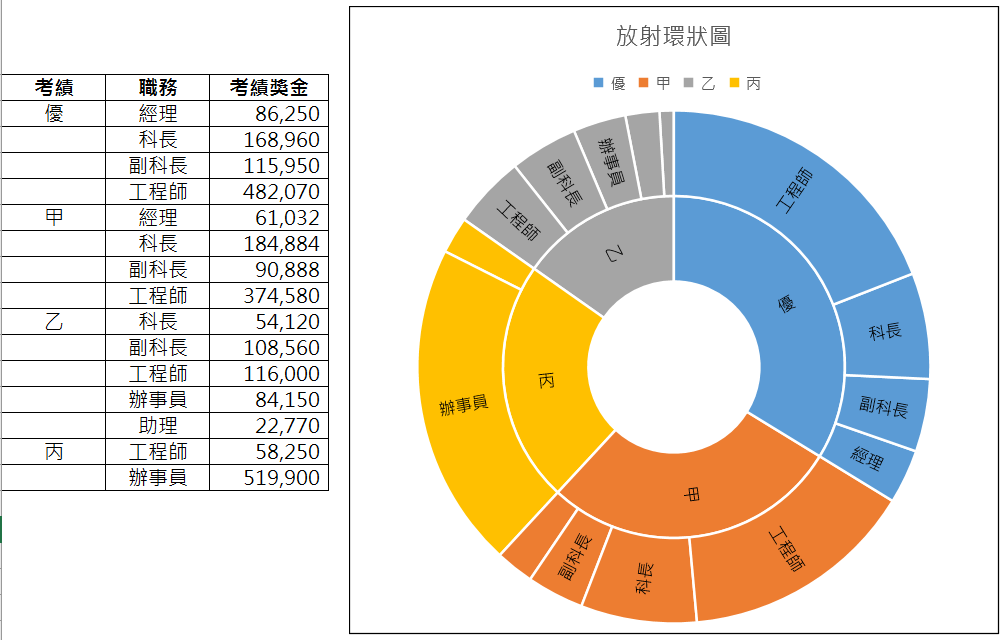 考績 職務 考績獎金
優 經理 86,250
科長 168,960
副科長 115,950
工程師 482,070
甲 經理 61,032
科長 184,884
副科長 90,888
工程師 374,580
乙 科長 54,120
副科長 108,560
工程師 116,000
辦事員 84,150
助理 22,770
丙 工程師 58,250
辦事員 519,900
放射環狀圖
優 甲 乙 丙
工程師
科長
副科長
經理
優
工程師
科長
副科長
甲
辦事員
丙
工程師
副科長
辦事員
乙